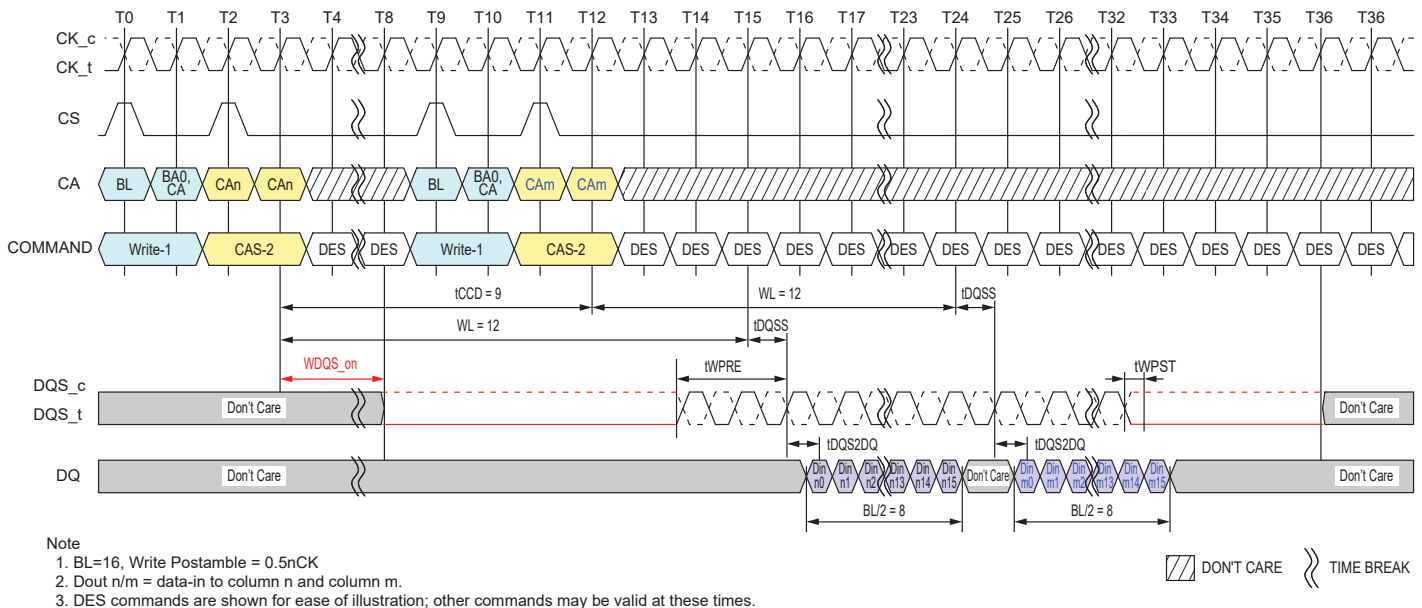 T0 T1 T2 T3 T4 T8 T9 T10 T11 T12 T13 T14 T15 T16 T17 T23 T24 T25 T26 T32 T33 T34 T35 T36 T36
CK_c
CK_t
CS
CA BL BA0, CA CAn CAn BL BA0, CA CAm CAm
COMMAND Write-1 CAS-2 DES DES Write-1 CAS-2 DES DES DES DES DES DES DES DES DES DES DES DES DES DES DES
tCCD = 9 WL = 12 tDQSS
WL = 12 tDQSS
WDQS_on tWPRE tWPST
DQS_c
DQS_t Don't Care Don't Care
tDQS2DQ tDQS2DQ
DQ Don't Care Din n0 Din n1 Din n2 Din n13 Din n14 Din n15 Don't Care Din m0 Din m1 Din m2 Din m13 Din m14 Din m15 Don't Care
BL/2 = 8 BL/2 = 8
Note
1. BL=16, Write Postamble = 0.5nCK
2. Dout n/m = data-in to column n and column m.
3. DES commands are shown for ease of illustration; other commands may be valid at these times.
DON'T CARE TIME BREAK